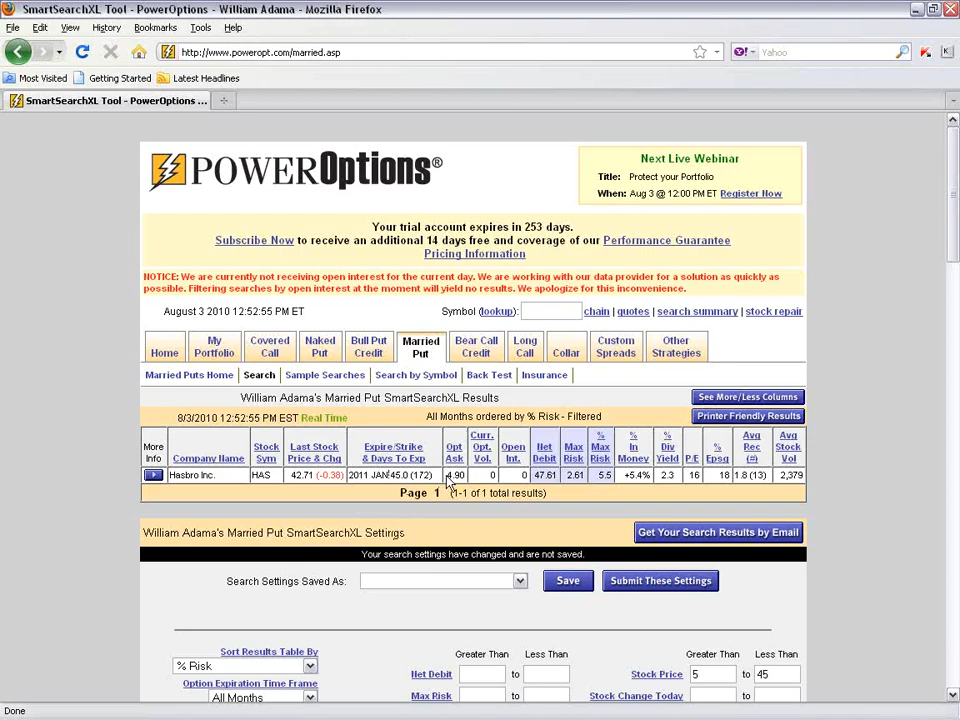 SmartSearchXL Tool - PowerOptions - William Adama - Mozilla Firefox
File Edit View History Bookmarks Tools Help
http://www.poweropt.com/married.asp
Yahoo
Most Visited Getting Started Latest Headlines
SmartSearchXL Tool - PowerOptions ...
POWEROptions®
Next Live Webinar
Title: Protect your Portfolio
When: Aug 3 @ 12:00 PM ET Register Now
Your trial account expires in 253 days.
Subscribe Now to receive an additional 14 days free and coverage of our Performance Guarantee
Pricing Information
NOTICE: We are currently not receiving open interest for the current day. We are working with our data provider for a solution as quickly as
possible. Filtering searches by open interest at the moment will yield no results. We apologize for this inconvenience.
August 3 2010 12:52:55 PM ET Symbol (lookup): chain | quotes | search summary | stock repair
Home My Portfolio Covered Call Naked Put Bull Put Credit Married Put Bear Call Credit Long Call Collar Custom Spreads Other Strategies
Married Puts Home | Search | Sample Searches | Search by Symbol | Back Test | Insurance |
William Adama's Married Put SmartSearchXL Results See More/Less Columns
8/3/2010 12:52:55 PM EST Real Time All Months ordered by % Risk - Filtered Printer Friendly Results
More Info Company Name Stock Sym Last Stock Price & Chg Expire/Strike & Days To Exp Opt Ask Curr. Opt. Vol. Open Int. Net Debit Max Risk % Max Risk % In Money % Div Yield P/E % Epsg Avg Rec (#) Avg Stock Vol
Hasbro Inc. HAS 42.71 (-0.38) 2011 JAN 45.0 (172) 4.90 0 0 47.61 2.61 5.5 +5.4% 2.3 16 18 1.8 (13) 2,379
Page 1 (1-1 of 1 total results)
William Adama's Married Put SmartSearchXL Settings Get Your Search Results by Email
Your search settings have changed and are not saved.
Search Settings Saved As: Save Submit These Settings
Greater Than Less Than Greater Than Less Than
Sort Results Table By
% Risk
Net Debit to Stock Price 5 to 45
Option Expiration Time Frame
All Months
Max Risk to Stock Change Today to
Done